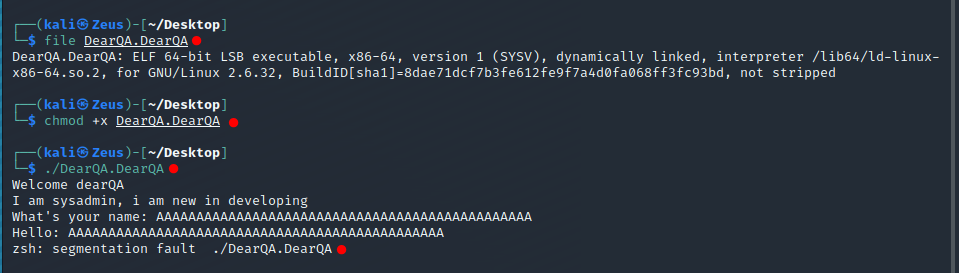 ┌──(kali㉿Zeus)-[~/Desktop]
└─$ file DearQA.DearQA
DearQA.DearQA: ELF 64-bit LSB executable, x86-64, version 1 (SYSV), dynamically linked, interpreter /lib64/ld-linux-
x86-64.so.2, for GNU/Linux 2.6.32, BuildID[sha1]=8dae71dcf7b3fe612fe9f7a4d0fa068ff3fc93bd, not stripped
┌──(kali㉿Zeus)-[~/Desktop]
└─$ chmod +x DearQA.DearQA
┌──(kali㉿Zeus)-[~/Desktop]
└─$ ./DearQA.DearQA
Welcome dearQA
I am sysadmin, i am new in developing
What's your name: AAAAAAAAAAAAAAAAAAAAAAAAAAAAAAAAAAAAAAAAAAAAAAA
Hello: AAAAAAAAAAAAAAAAAAAAAAAAAAAAAAAAAAAAAAAAAAAAAAA
zsh: segmentation fault  ./DearQA.DearQA